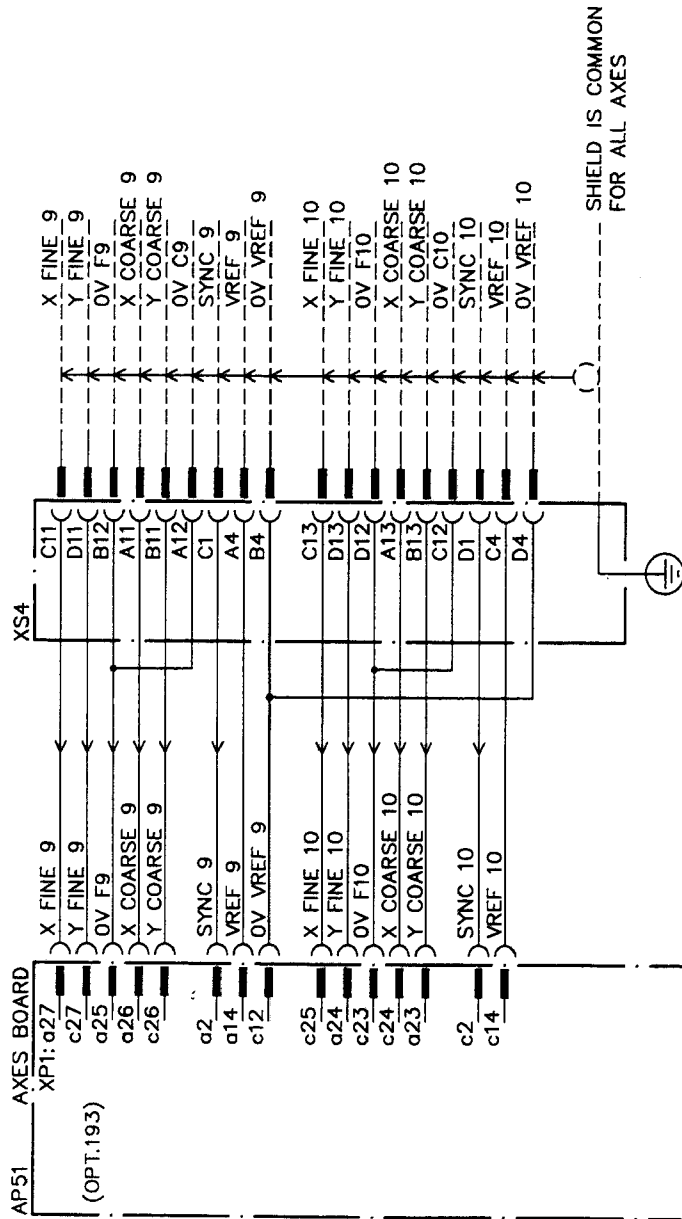 AP51
AXES BOARD
XP1:
(OPT.193)
a27
c27
a25
a26
c26
a2
a14
c12
c25
a24
c23
c24
a23
c2
c14
X FINE 9
Y FINE 9
0V F9
X COARSE 9
Y COARSE 9
SYNC 9
VREF 9
0V VREF 9
X FINE 10
Y FINE 10
0V F10
X COARSE 10
Y COARSE 10
SYNC 10
VREF 10
XS4
C11
D11
B12
A11
B11
A12
C1
A4
B4
C13
D13
D12
A13
B13
C12
D1
C4
D4
X FINE 9
Y FINE 9
0V F9
X COARSE 9
Y COARSE 9
0V C9
SYNC 9
VREF 9
0V VREF 9
X FINE 10
Y FINE 10
0V F10
X COARSE 10
Y COARSE 10
0V C10
SYNC 10
VREF 10
0V VREF 10
SHIELD IS COMMON
FOR ALL AXES